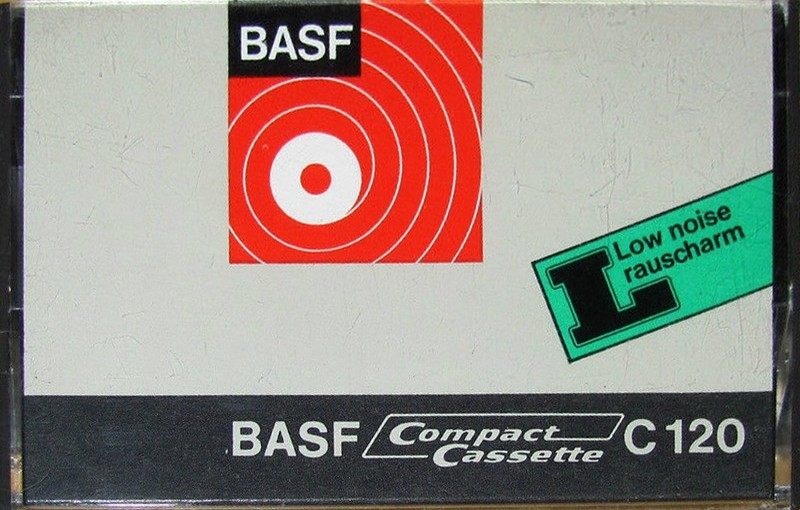 BASF
Low noise
rauscharm
L
BASF Compact Cassette C 120